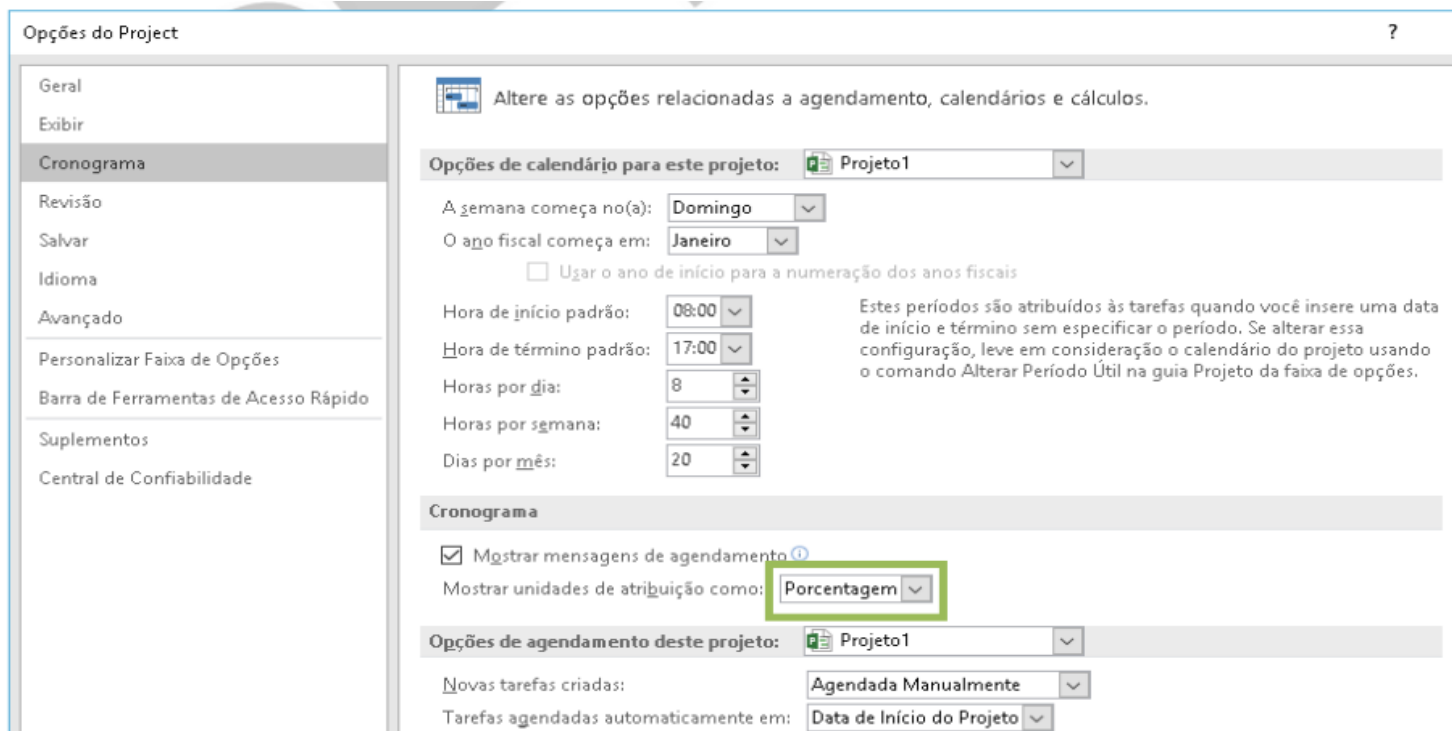 Opções do Project ?
Geral
Exibir
Cronograma
Revisão
Salvar
Idioma
Avançado
Personalizar Faixa de Opções
Barra de Ferramentas de Acesso Rápido
Suplementos
Central de Confiabilidade
Altere as opções relacionadas a agendamento, calendários e cálculos.
Opções de calendário para este projeto: Projeto1
A semana começa no(a): Domingo
O ano fiscal começa em: Janeiro
Usar o ano de início para a numeração dos anos fiscais
Hora de início padrão: 08:00
Hora de término padrão: 17:00
Horas por dia: 8
Horas por semana: 40
Dias por mês: 20
Estes períodos são atribuídos às tarefas quando você insere uma data
de início e término sem especificar o período. Se alterar essa
configuração, leve em consideração o calendário do projeto usando
o comando Alterar Período Útil na guia Projeto da faixa de opções.
Cronograma
Mostrar mensagens de agendamento
Mostrar unidades de atribuição como: Porcentagem
Opções de agendamento deste projeto: Projeto1
Novas tarefas criadas: Agendada Manualmente
Tarefas agendadas automaticamente em: Data de Início do Projeto